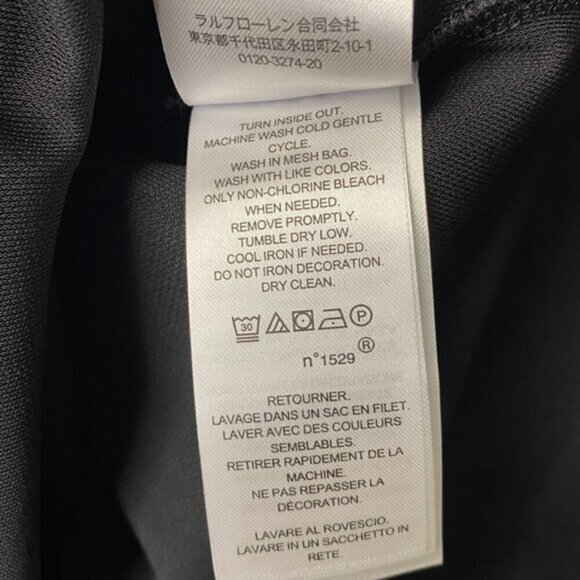 ラルフローレン合同会社
東京都千代田区永田町2-10-1
0120-3274-20
TURN INSIDE OUT.
MACHINE WASH COLD GENTLE
CYCLE.
WASH IN MESH BAG.
WASH WITH LIKE COLORS.
ONLY NON-CHLORINE BLEACH
WHEN NEEDED.
REMOVE PROMPTLY.
TUMBLE DRY LOW.
COOL IRON IF NEEDED.
DO NOT IRON DECORATION.
DRY CLEAN.
30 P
n°1529 ®
RETOURNER.
LAVAGE DANS UN SAC EN FILET.
LAVER AVEC DES COULEURS
SEMBLABLES.
RETIRER RAPIDEMENT DE LA
MACHINE.
NE PAS REPASSER LA
DÉCORATION.
LAVARE AL ROVESCIO.
LAVARE IN UN SACCHETTO IN
RETE.